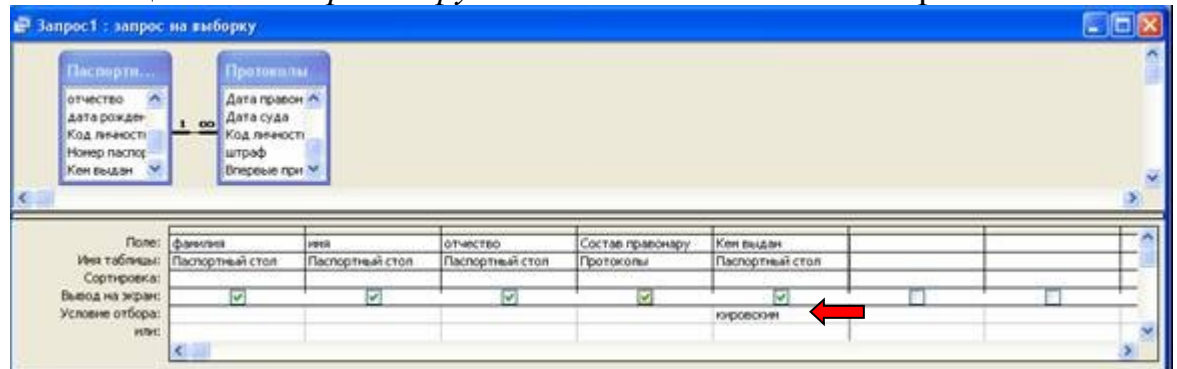 Запрос1 : запрос на выборку
Паспортн... Протоколы
отчество Дата правон
дата рожден Дата суда
Код личности Код личности
1 ∞
Номер паспор штраф
Кем выдан Впервые при
Поле: фамилия имя отчество Состав правонару Кем выдан
Имя таблицы: Паспортный стол Паспортный стол Паспортный стол Протоколы Паспортный стол
Сортировка:
Вывод на экран:
Условие отбора: кировским
или: